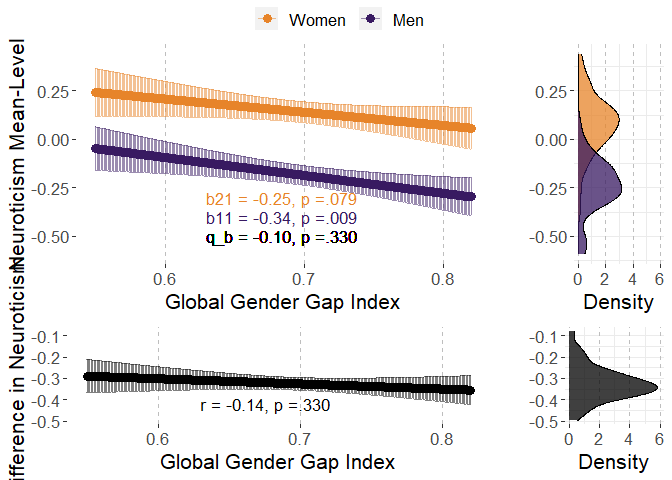 Women Men
Neuroticism Mean-Level
0.25
0.00
-0.25
-0.50
b21 = -0.25, p =.079
b11 = -0.34, p =.009
q_b = -0.10, p =.330
0.6 0.7 0.8
Global Gender Gap Index
0.25
0.00
-0.25
-0.50
0 2 4 6
Density
ifference in Neuroticism
-0.1
-0.2
-0.3
-0.4
-0.5
r = -0.14, p =.330
0.6 0.7 0.8
Global Gender Gap Index
-0.1
-0.2
-0.3
-0.4
-0.5
0 2 4 6
Density